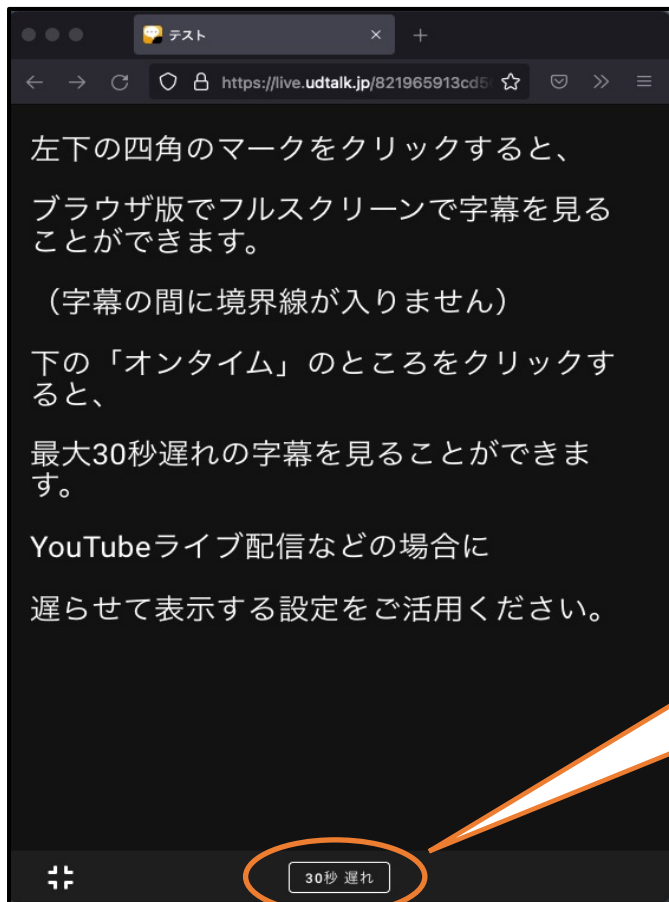 テスト
https://live.udtalk.jp/821965913cd5
左下の四角のマークをクリックすると、
ブラウザ版でフルスクリーンで字幕を見る
ことができます。
（字幕の間に境界線が入りません）
下の「オンタイム」のところをクリックす
ると、
最大30秒遅れの字幕を見ることができま
す。
YouTubeライブ配信などの場合に
遅らせて表示する設定をご活用ください。
30秒 遅れ